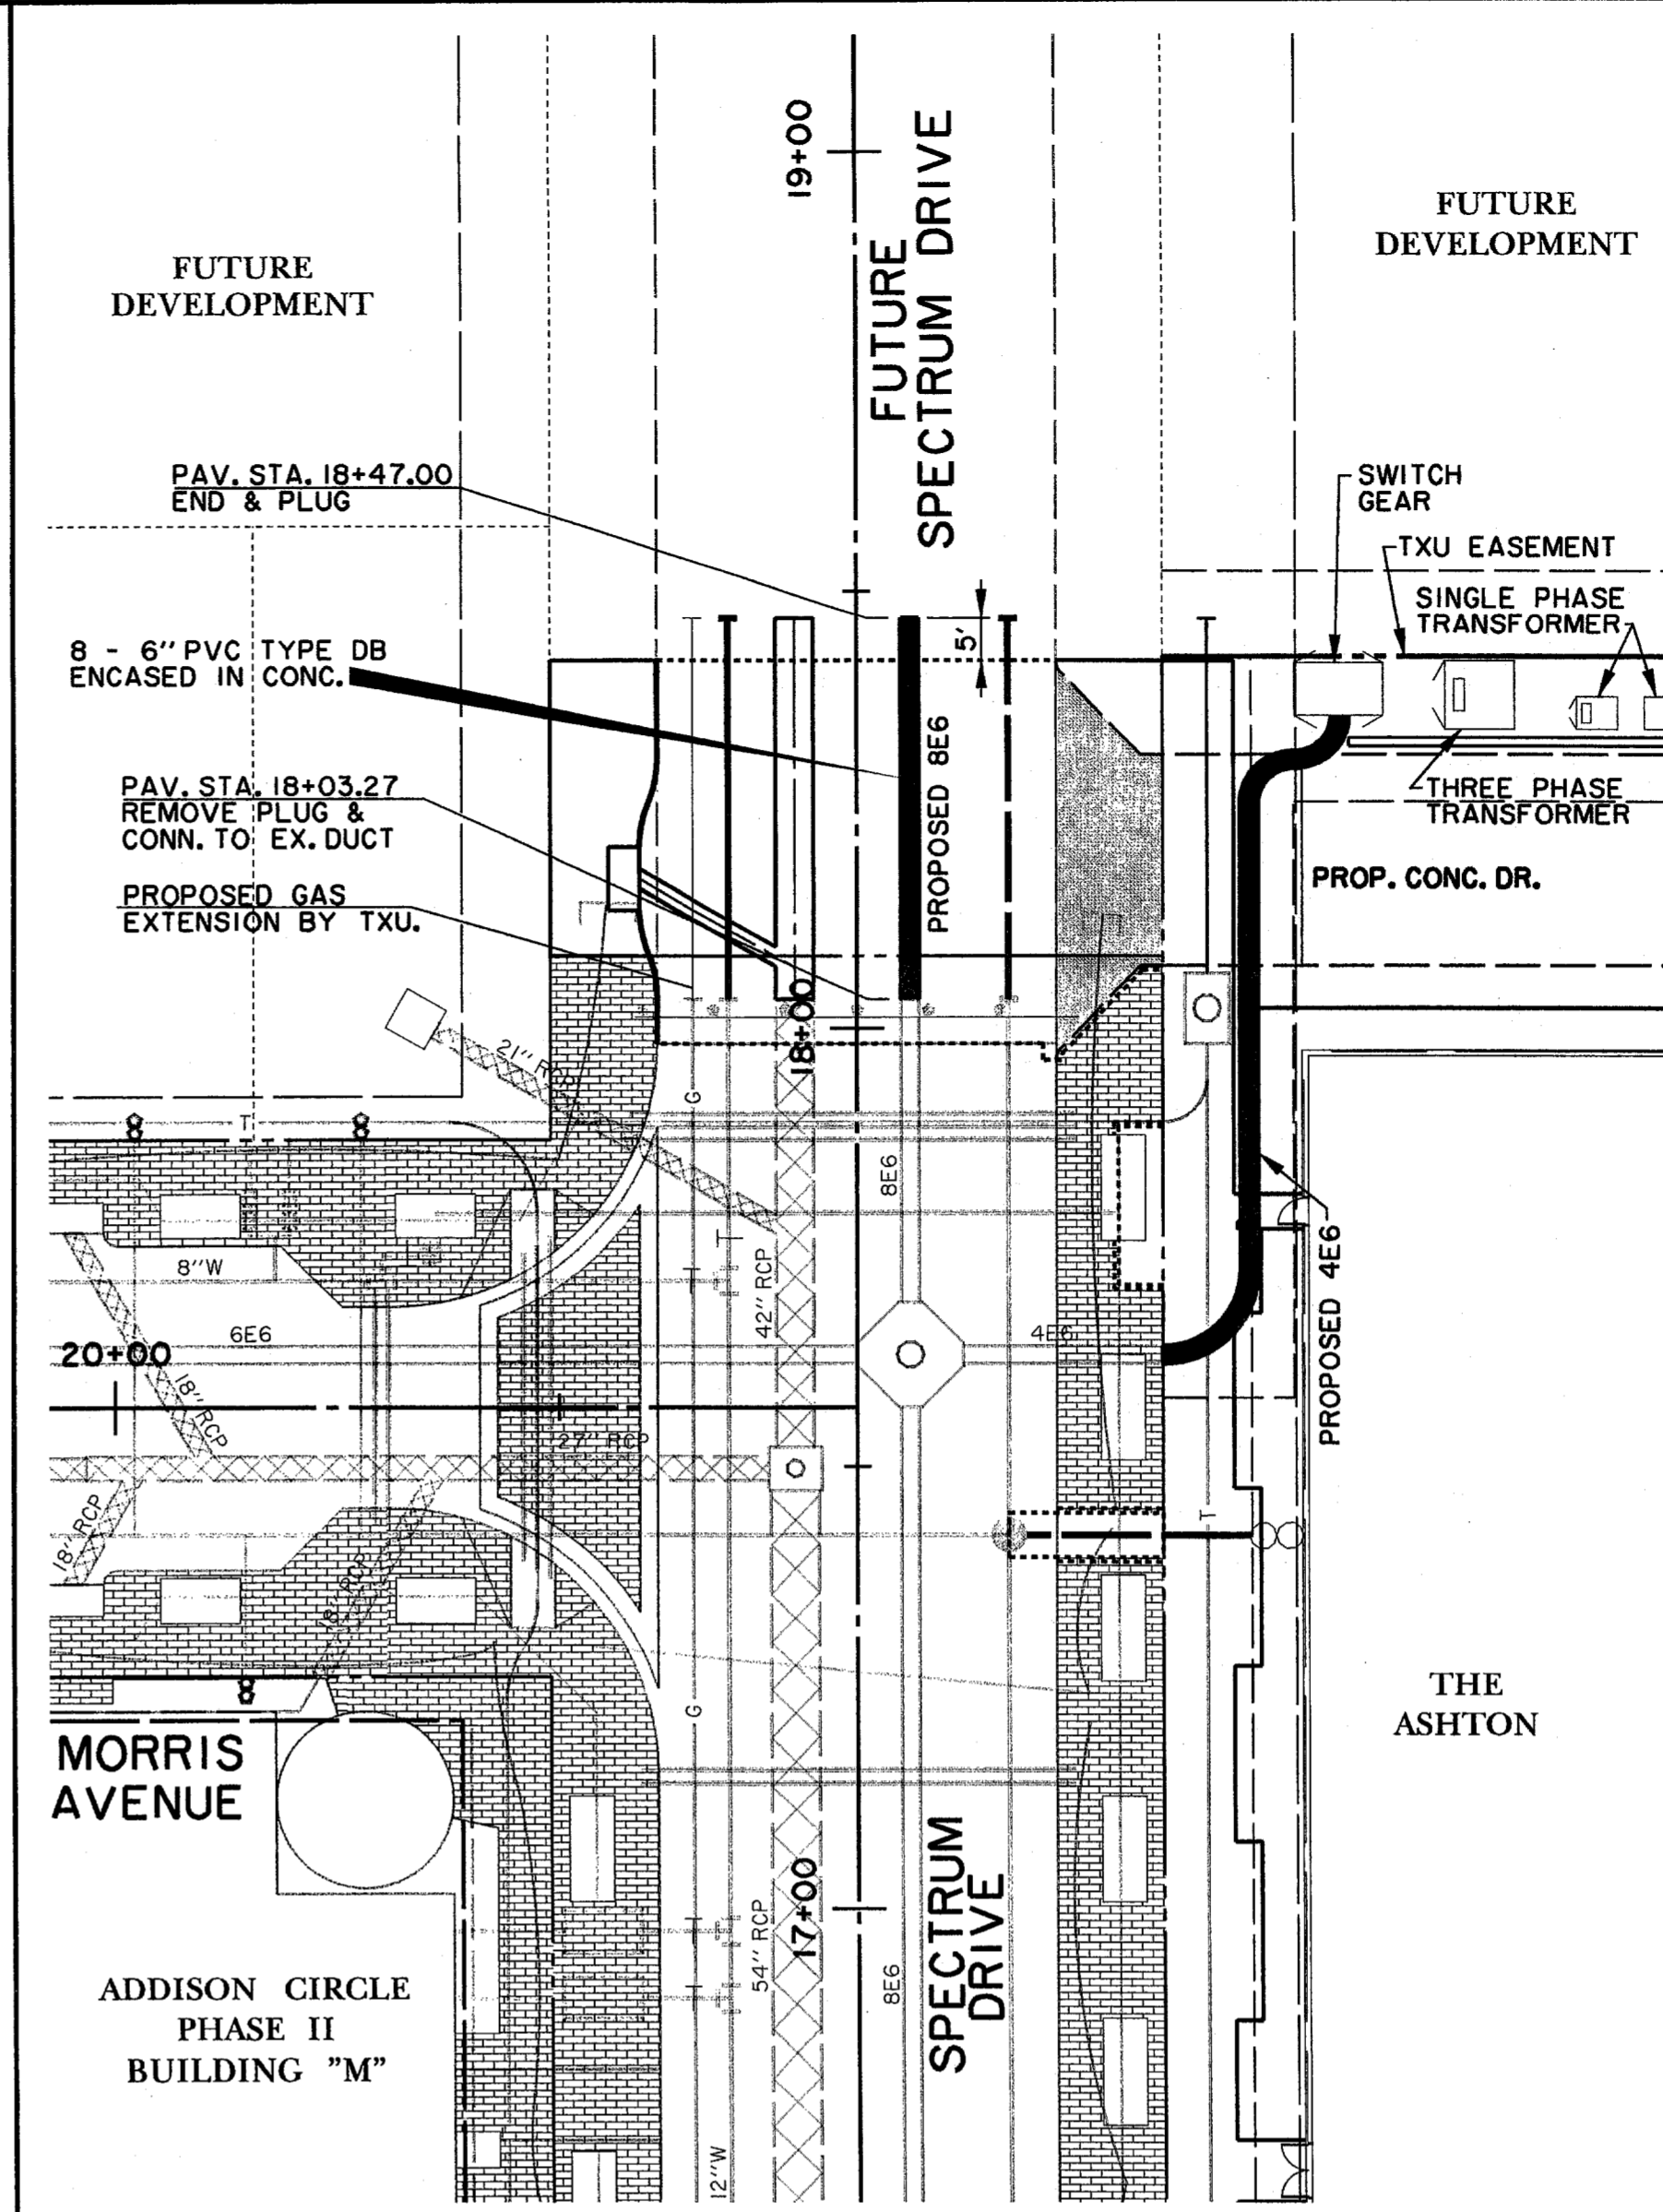 19+00
FUTURE
SPECTRUM DRIVE
FUTURE
DEVELOPMENT
FUTURE
DEVELOPMENT
PAV. STA. 18+47.00
END & PLUG
SWITCH
GEAR
TXU EASEMENT
SINGLE PHASE
TRANSFORMER
5'
8 - 6" PVC TYPE DB
ENCASED IN CONC.
PROPOSED 8E6
PAV. STA. 18+03.27
REMOVE PLUG &
CONN. TO EX. DUCT
THREE PHASE
TRANSFORMER
PROP. CONC. DR.
PROPOSED GAS
EXTENSION BY TXU.
18+00
21" RCP
G
T
8E6
T
8"W
42" RCP
6E6
4E6
20+00
PROPOSED 4E6
18" RCP
27" RCP
18" RCP
18" RCP
T
G
MORRIS
AVENUE
THE
ASHTON
17+00
54" RCP
SPECTRUM
DRIVE
8E6
ADDISON CIRCLE
PHASE II
BUILDING "M"
12"W